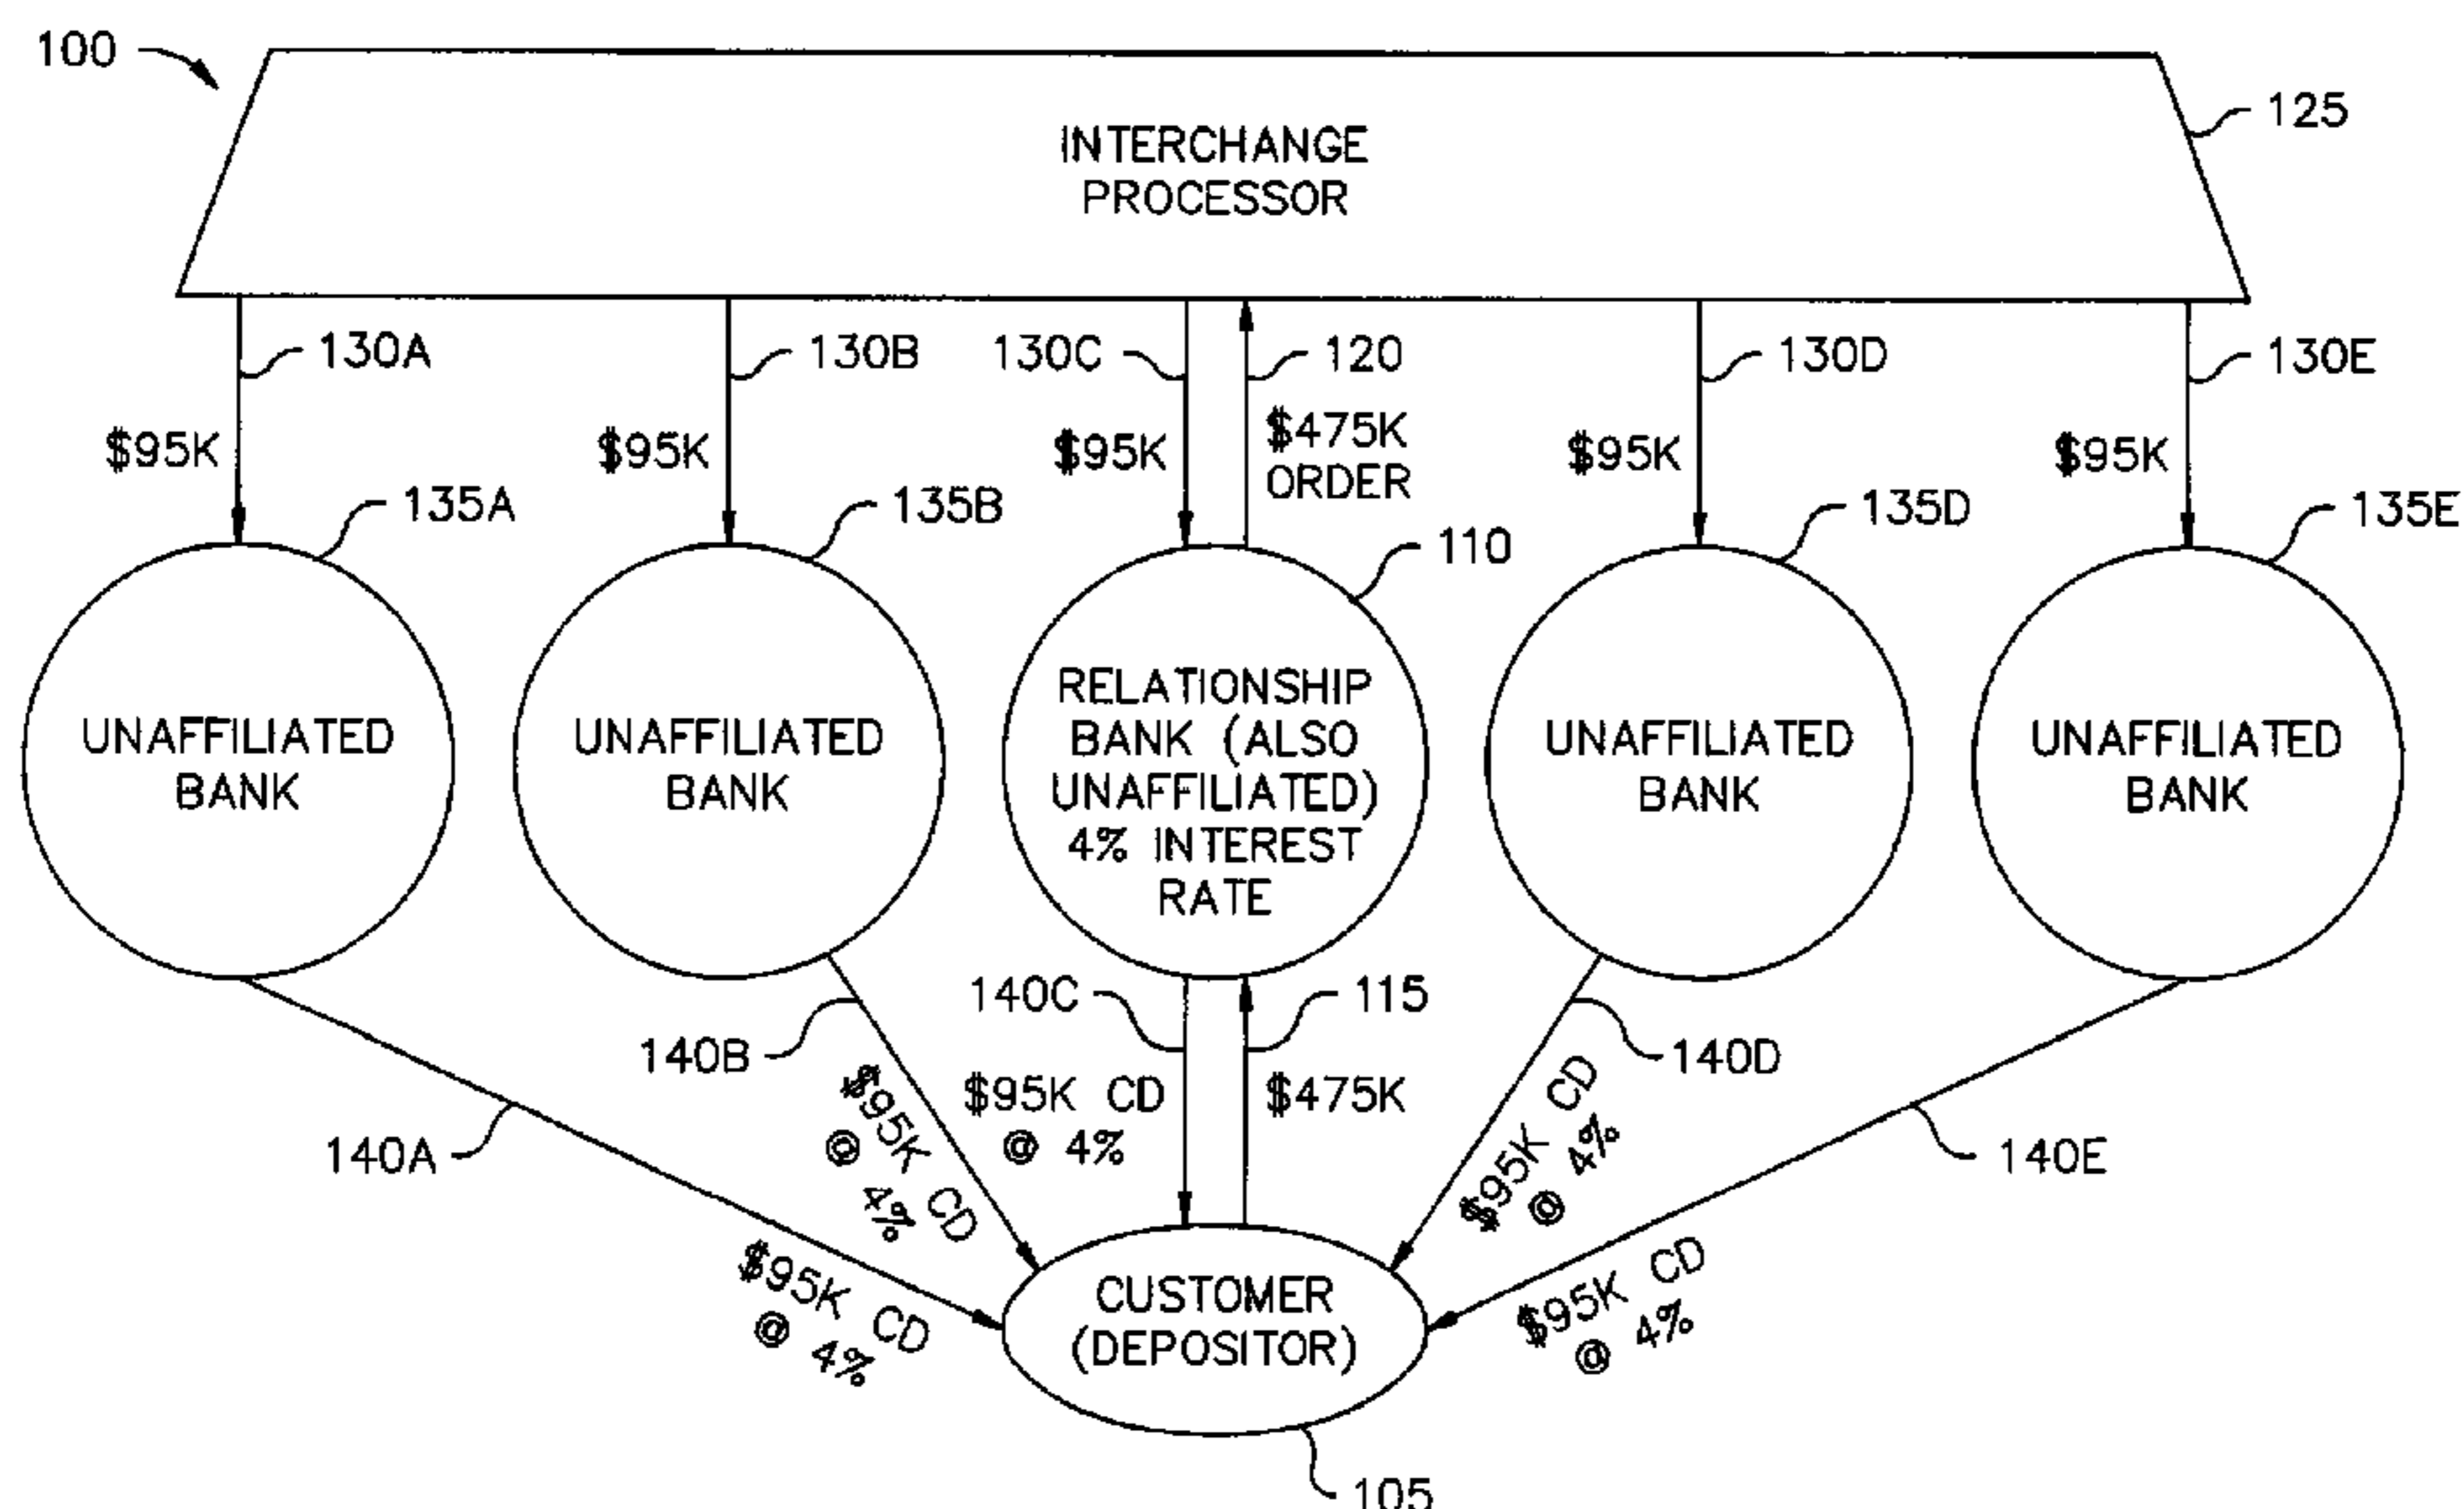 100
INTERCHANGE
PROCESSOR
125
130A
130B
130C
120
130D
130E
$95K
$95K
$95K
$475K
ORDER
$95K
$95K
135A
135B
110
135D
135E
UNAFFILIATED
BANK
UNAFFILIATED
BANK
RELATIONSHIP
BANK (ALSO
UNAFFILIATED)
4% INTEREST
RATE
UNAFFILIATED
BANK
UNAFFILIATED
BANK
140A
140B
140C
115
140D
140E
$95K CD
@ 4%
$95K CD
@ 4%
$95K CD
@ 4%
$475K
$95K CD
@ 4%
$95K CD
@ 4%
CUSTOMER
(DEPOSITOR)
105